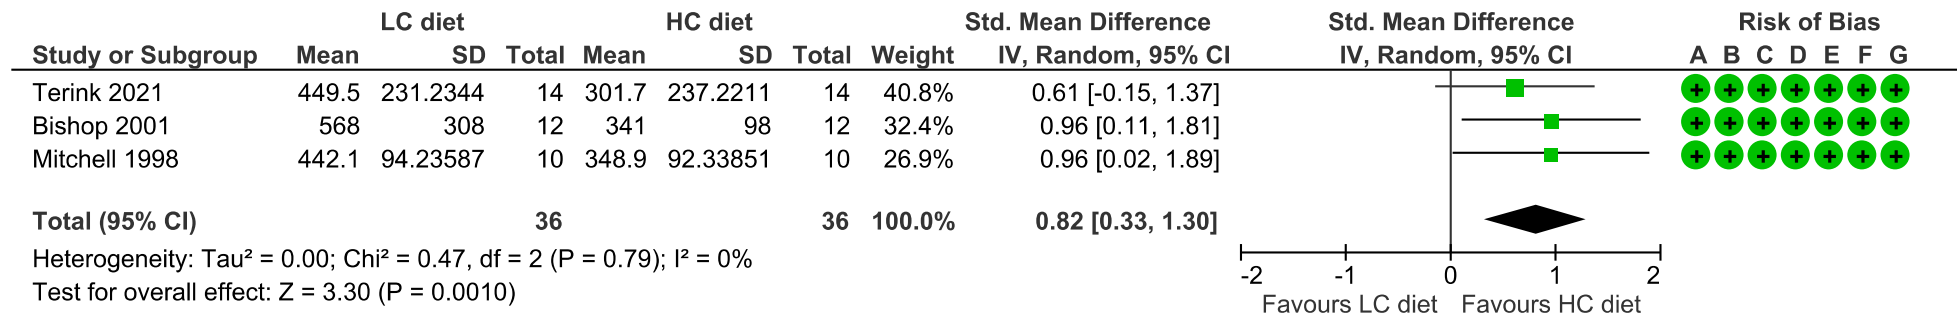 LC diet HC diet Std. Mean Difference Std. Mean Difference Risk of Bias
Study or Subgroup Mean SD Total Mean SD Total Weight IV, Random, 95% CI IV, Random, 95% CI A B C D E F G
Terink 2021 449.5 231.2344 14 301.7 237.2211 14 40.8% 0.61 [-0.15, 1.37] + + + + + + +
Bishop 2001 568 308 12 341 98 12 32.4% 0.96 [0.11, 1.81] + + + + + + +
Mitchell 1998 442.1 94.23587 10 348.9 92.33851 10 26.9% 0.96 [0.02, 1.89] + + + + + + +
Total (95% CI) 36 36 100.0% 0.82 [0.33, 1.30]
Heterogeneity: Tau² = 0.00; Chi² = 0.47, df = 2 (P = 0.79); I² = 0%
Test for overall effect: Z = 3.30 (P = 0.0010)
-2 -1 0 1 2
Favours LC diet Favours HC diet